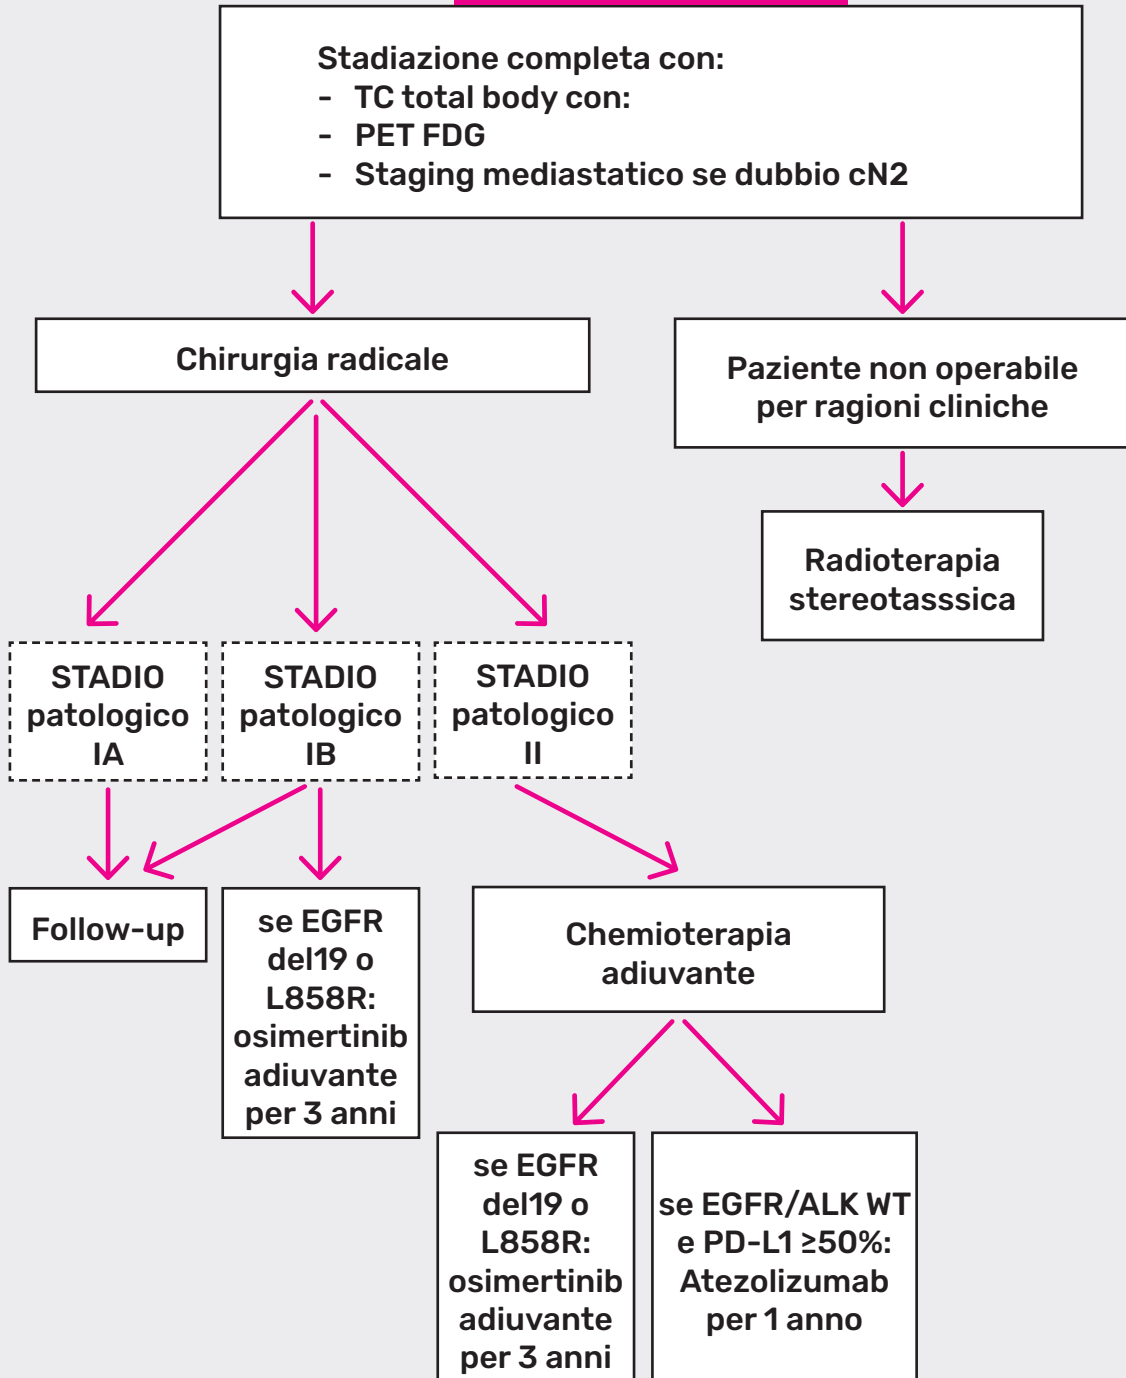 Stadiazione completa con:
- TC total body con:
- PET FDG
- Staging mediastatico se dubbio cN2
Chirurgia radicale
Paziente non operabile
per ragioni cliniche
Radioterapia
stereotasssica
STADIO
patologico
IA
STADIO
patologico
IB
STADIO
patologico
II
Follow-up
se EGFR
del19 o
L858R:
osimertinib
adiuvante
per 3 anni
Chemioterapia
adiuvante
se EGFR
del19 o
L858R:
osimertinib
adiuvante
per 3 anni
se EGFR/ALK WT
e PD-L1 ≥50%:
Atezolizumab
per 1 anno